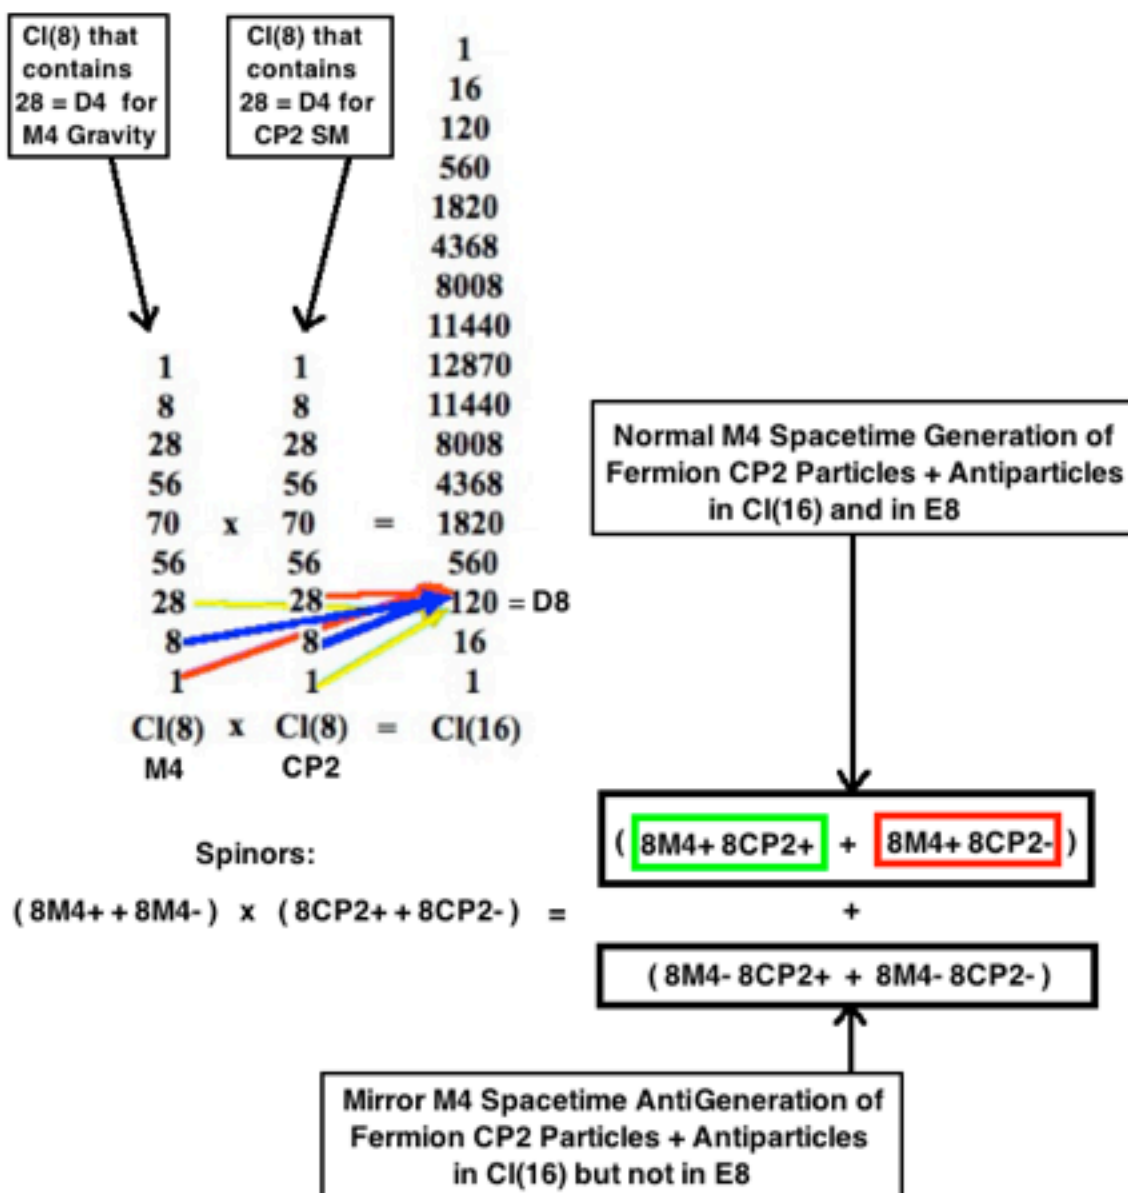 Cl(8) that
contains
28 = D4 for
M4 Gravity
Cl(8) that
contains
28 = D4 for
CP2 SM
1
16
120
560
1820
4368
8008
11440
1 1 12870
8 8 11440
28 28 8008
56 56 4368
70 x 70 = 1820
56 56 560
28 28 120 = D8
8 8 16
1 1 1
Cl(8) x Cl(8) = Cl(16)
M4 CP2
Normal M4 Spacetime Generation of
Fermion CP2 Particles + Antiparticles
in Cl(16) and in E8
Spinors:
( 8M4+ 8CP2+ + 8M4+ 8CP2- )
( 8M4+ + 8M4- ) x ( 8CP2+ + 8CP2- ) = +
( 8M4- 8CP2+ + 8M4- 8CP2- )
Mirror M4 Spacetime AntiGeneration of
Fermion CP2 Particles + Antiparticles
in Cl(16) but not in E8